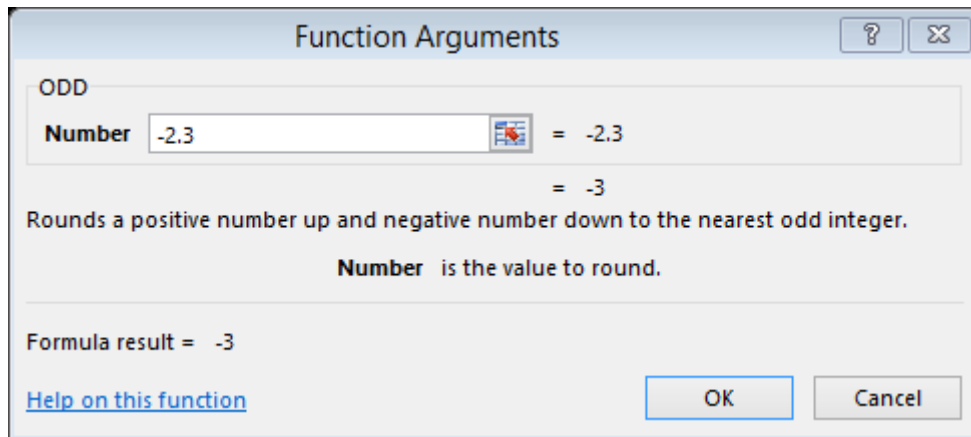 Function Arguments
?
ODD
Number -2.3 = -2.3
= -3
Rounds a positive number up and negative number down to the nearest odd integer.
Number is the value to round.
Formula result = -3
Help on this function OK Cancel